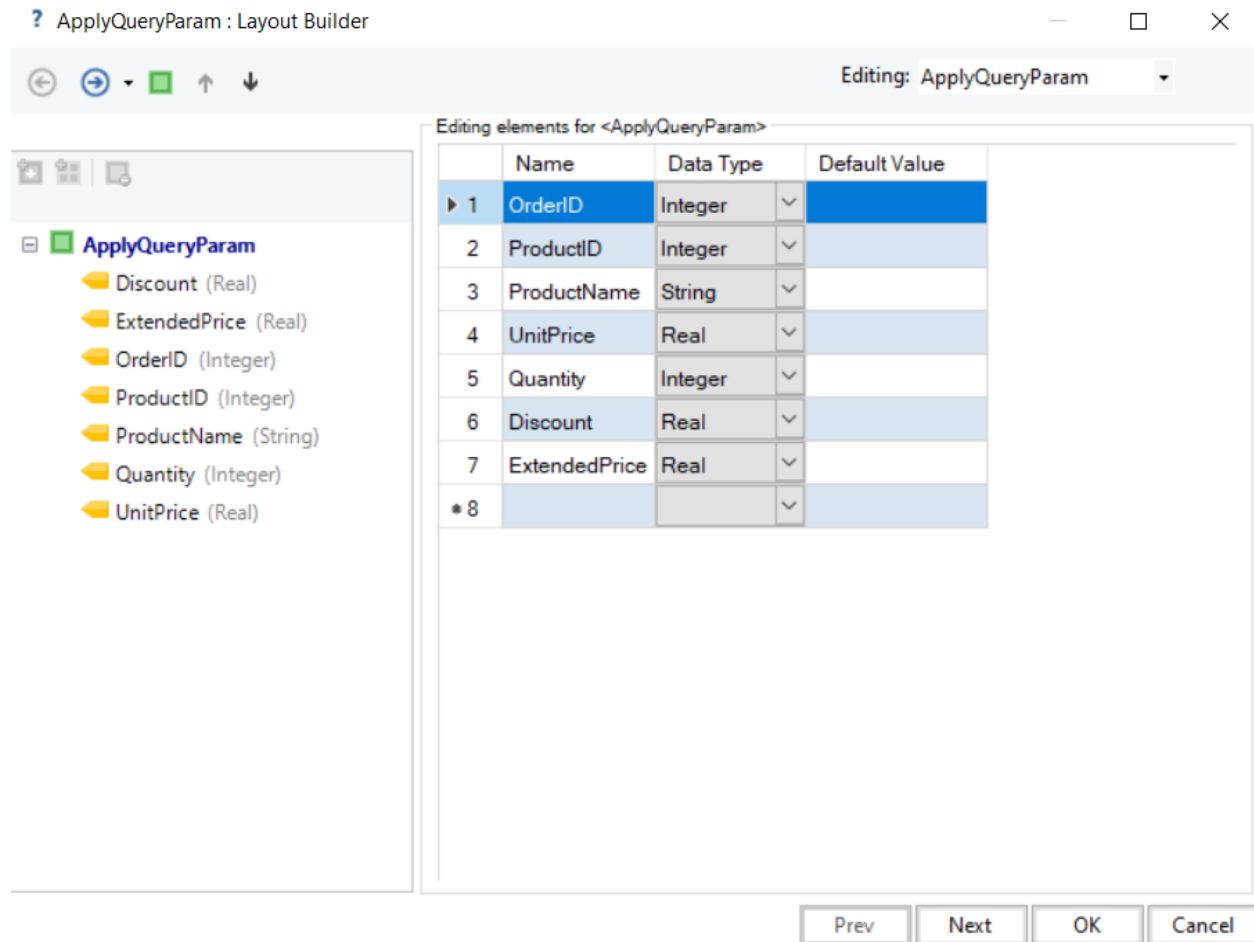 ? ApplyQueryParam : Layout Builder
Editing: ApplyQueryParam
ApplyQueryParam
Discount (Real)
ExtendedPrice (Real)
OrderID (Integer)
ProductID (Integer)
ProductName (String)
Quantity (Integer)
UnitPrice (Real)
Editing elements for <ApplyQueryParam>
Name Data Type Default Value
1 OrderID Integer
2 ProductID Integer
3 ProductName String
4 UnitPrice Real
5 Quantity Integer
6 Discount Real
7 ExtendedPrice Real
8
Prev Next OK Cancel